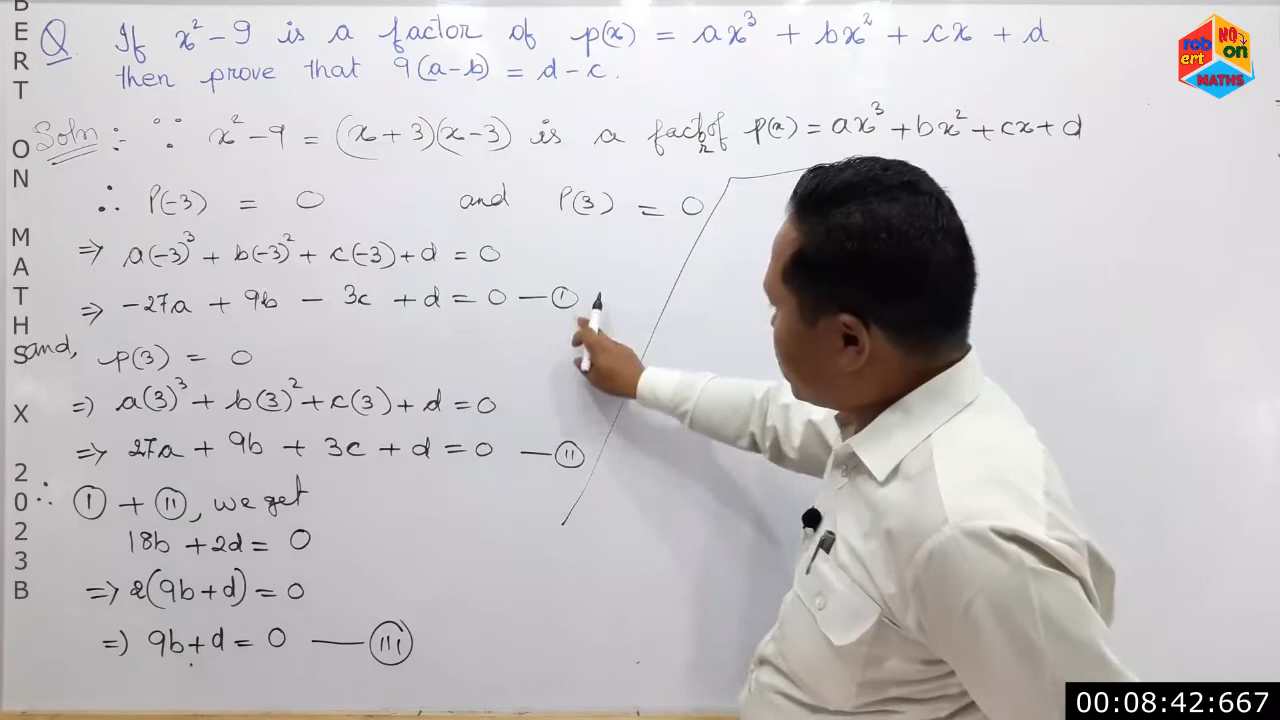 Q. If x² - 9 is a factor of p(x) = ax³ + bx² + cx + d
then prove that 9(a-b) = d-c.
Soln :- ∵ x² - 9 = (x+3)(x-3) is a factor of p(x) = ax³ + bx² + cx + d
∴ P(-3) = 0 and P(3) = 0
⇒ a(-3)³ + b(-3)² + c(-3) + d = 0
⇒ -27a + 9b - 3c + d = 0 — (I)
and, p(3) = 0
⇒ a(3)³ + b(3)² + c(3) + d = 0
⇒ 27a + 9b + 3c + d = 0 — (II)
∴ (I) + (II), we get
18b + 2d = 0
⇒ 2(9b+d) = 0
⇒ 9b+d = 0 — (III)
BERT ON MATHS X 2023B
robert NO on
MATHS
00:08:42:667